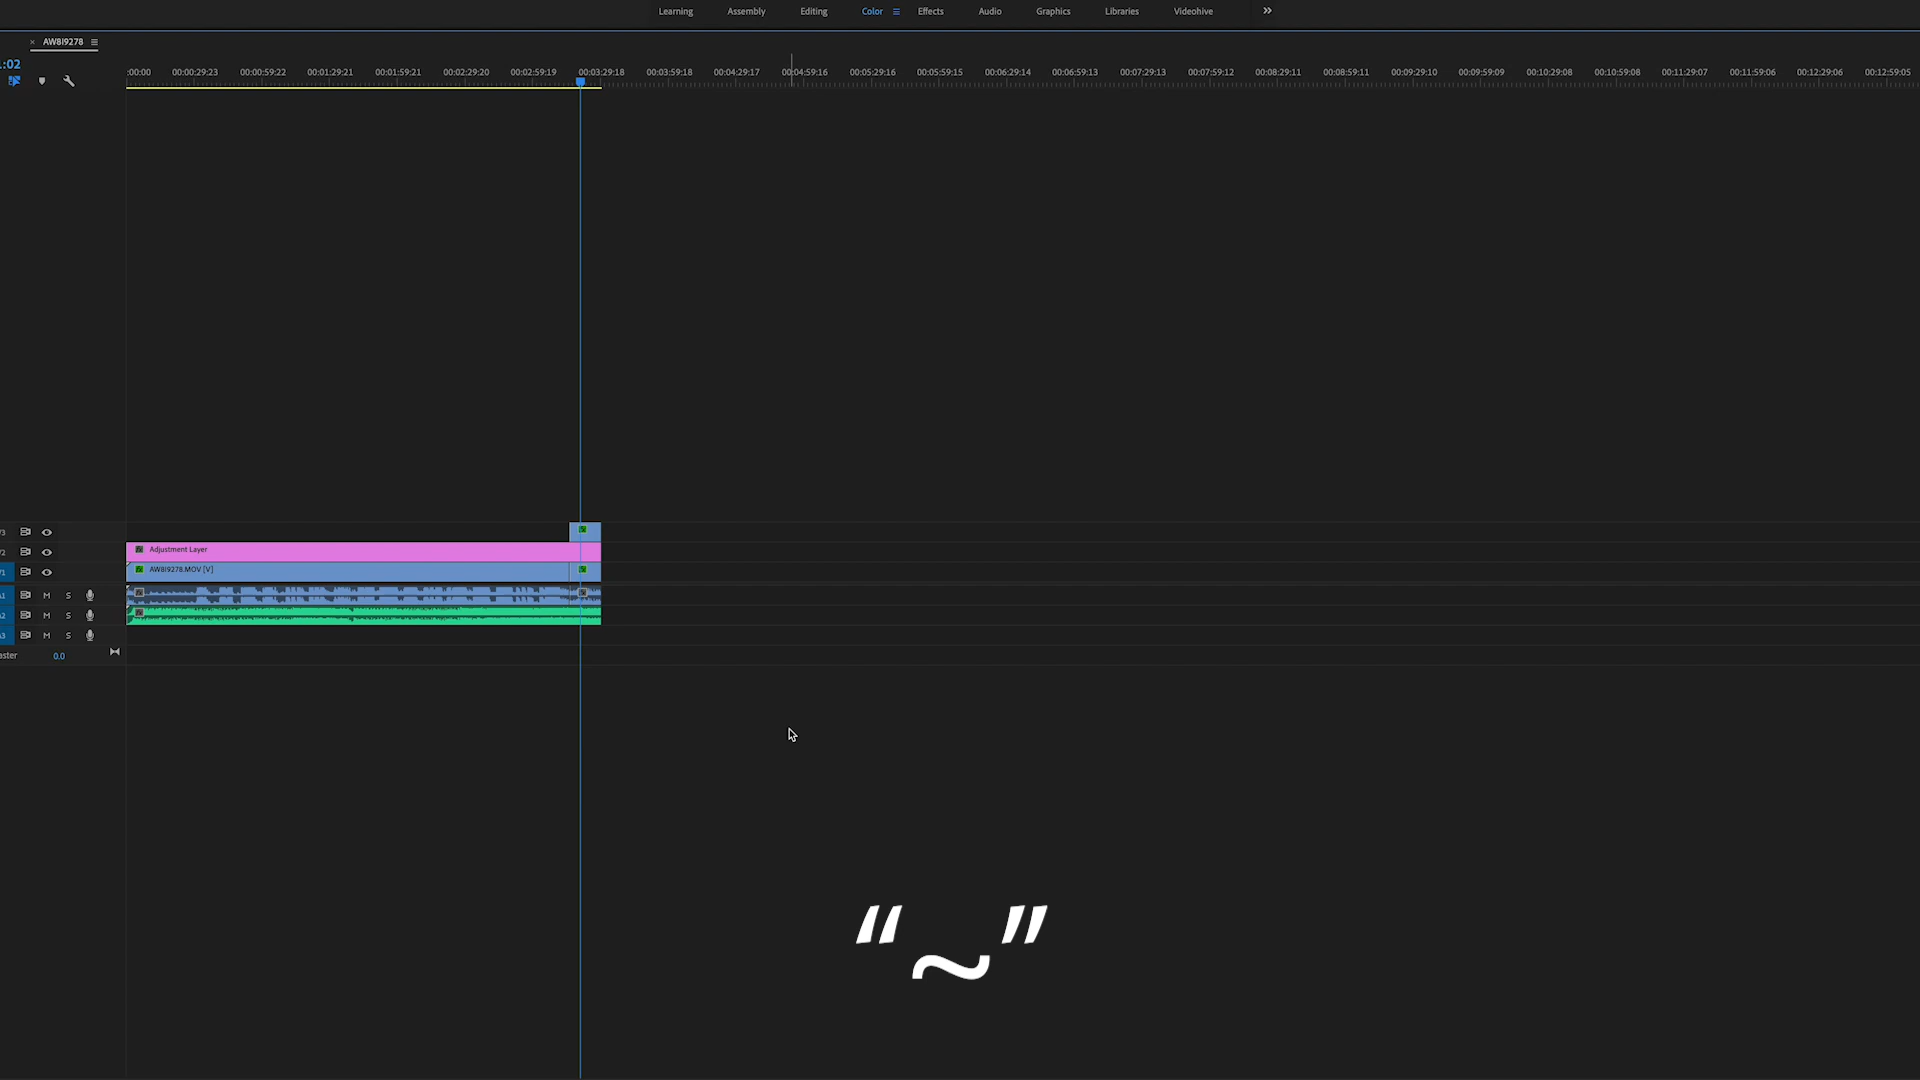 Learning Assembly Editing Color Effects Audio Graphics Libraries Videohive
AW8I9278
:02
:00:00 00:00:29:23 00:00:59:22 00:01:29:21 00:01:59:21 00:02:29:20 00:02:59:19 00:03:29:18 00:03:59:18 00:04:29:17 00:04:59:16 00:05:29:16 00:05:59:15 00:06:29:14 00:06:59:13 00:07:29:13 00:07:59:12 00:08:29:11 00:08:59:11 00:09:29:10 00:09:59:09 00:10:29:08 00:10:59:08 00:11:29:07 00:11:59:06 00:12:29:06 00:12:59:05
Adjustment Layer
AW8I9278.MOV [V]
M S
M S
M S
aster 0.0
“~”